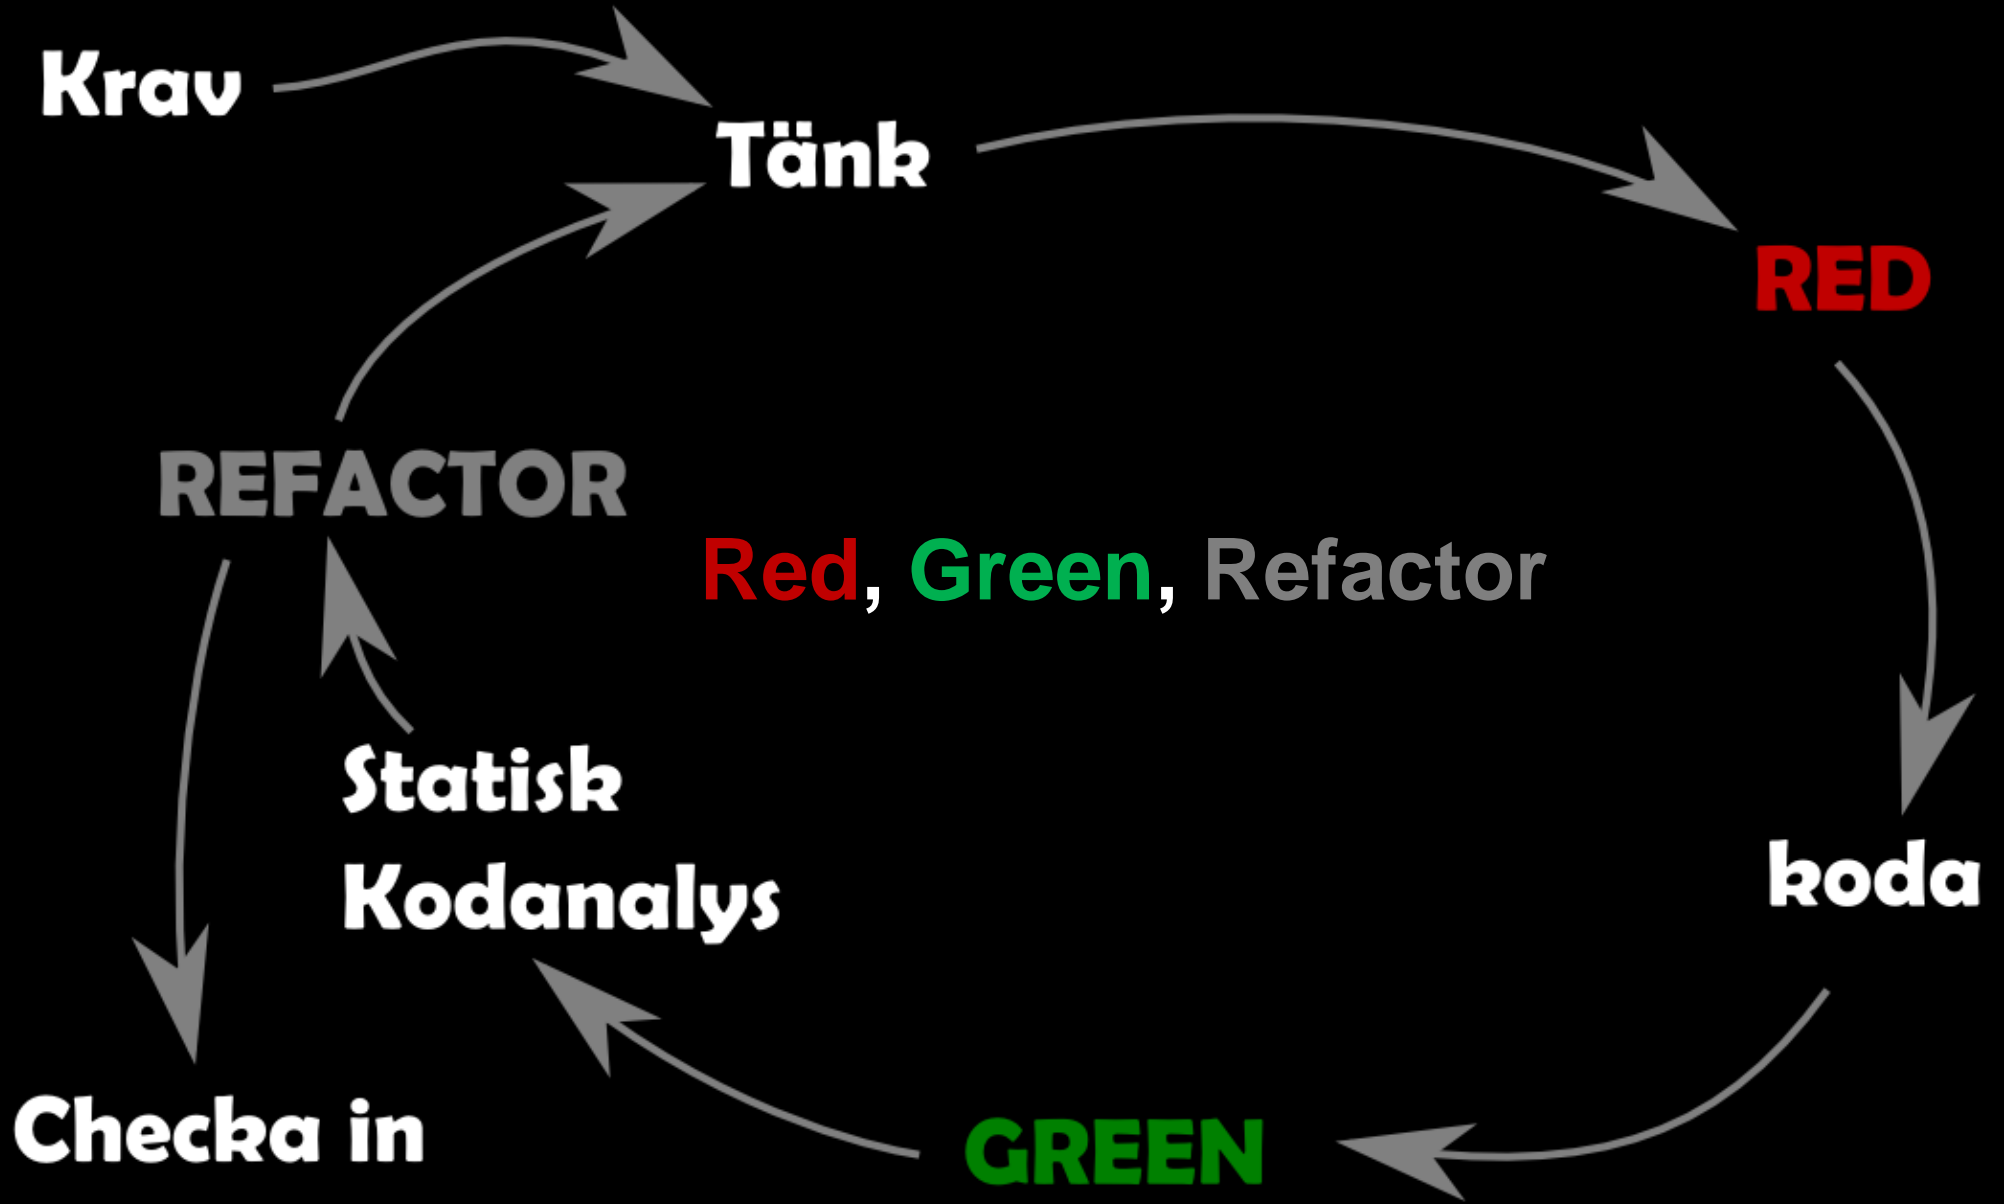 Krav
Tänk
RED
REFACTOR
Red, Green, Refactor
Statisk
Kodanalys
koda
Checka in
GREEN